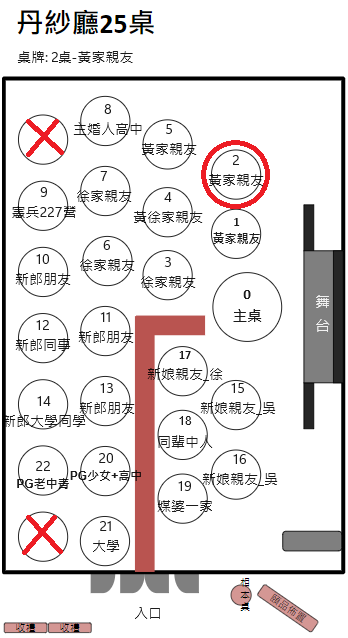 丹紗廳25桌
桌牌: 2桌-黃家親友
8
主婚人高中
5
黃家親友
2
黃家親友
7
徐家親友
9
憲兵227營
4
黃徐家親友
1
黃家親友
6
徐家親友
3
徐家親友
10
新郎朋友
0
主桌
舞台
11
新郎朋友
12
新郎同事
17
新娘親友_徐
13
新郎朋友
15
新娘親友_吳
14
新郎大學同學
18
同輩中人
20
PG少女+高中
22
PG老中青
16
新娘親友_吳
19
媒婆一家
21
大學
入口
相本桌
收禮
收禮